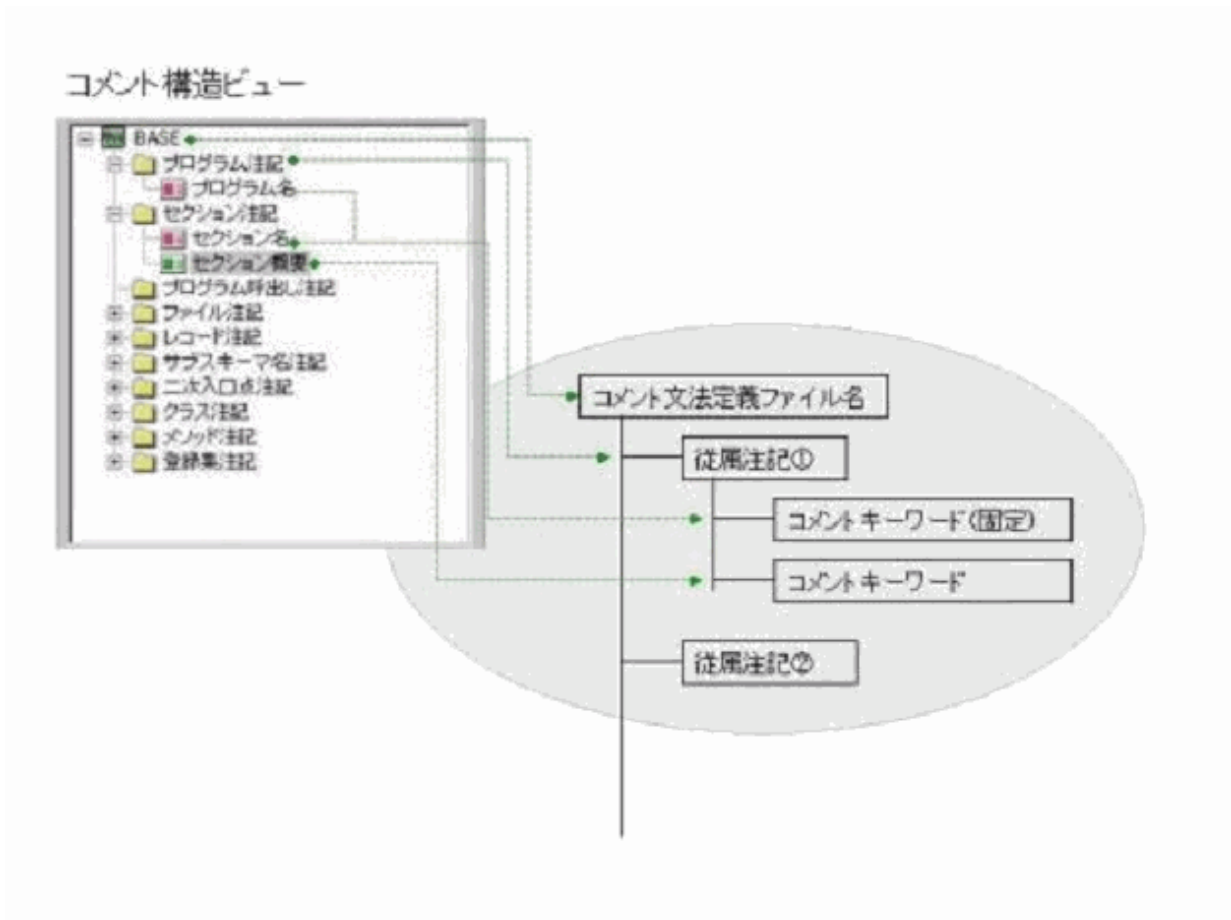 コメント構造ビュー
BASE
プログラム注記
プログラム名
セクション注記
セクション名
セクション概要
プログラム呼出し注記
ファイル注記
レコード注記
サブスキーマ名注記
二次入口点注記
クラス注記
メソッド注記
登録集注記
コメント文法定義ファイル名
従属注記①
コメントキーワード(固定)
コメントキーワード
従属注記②